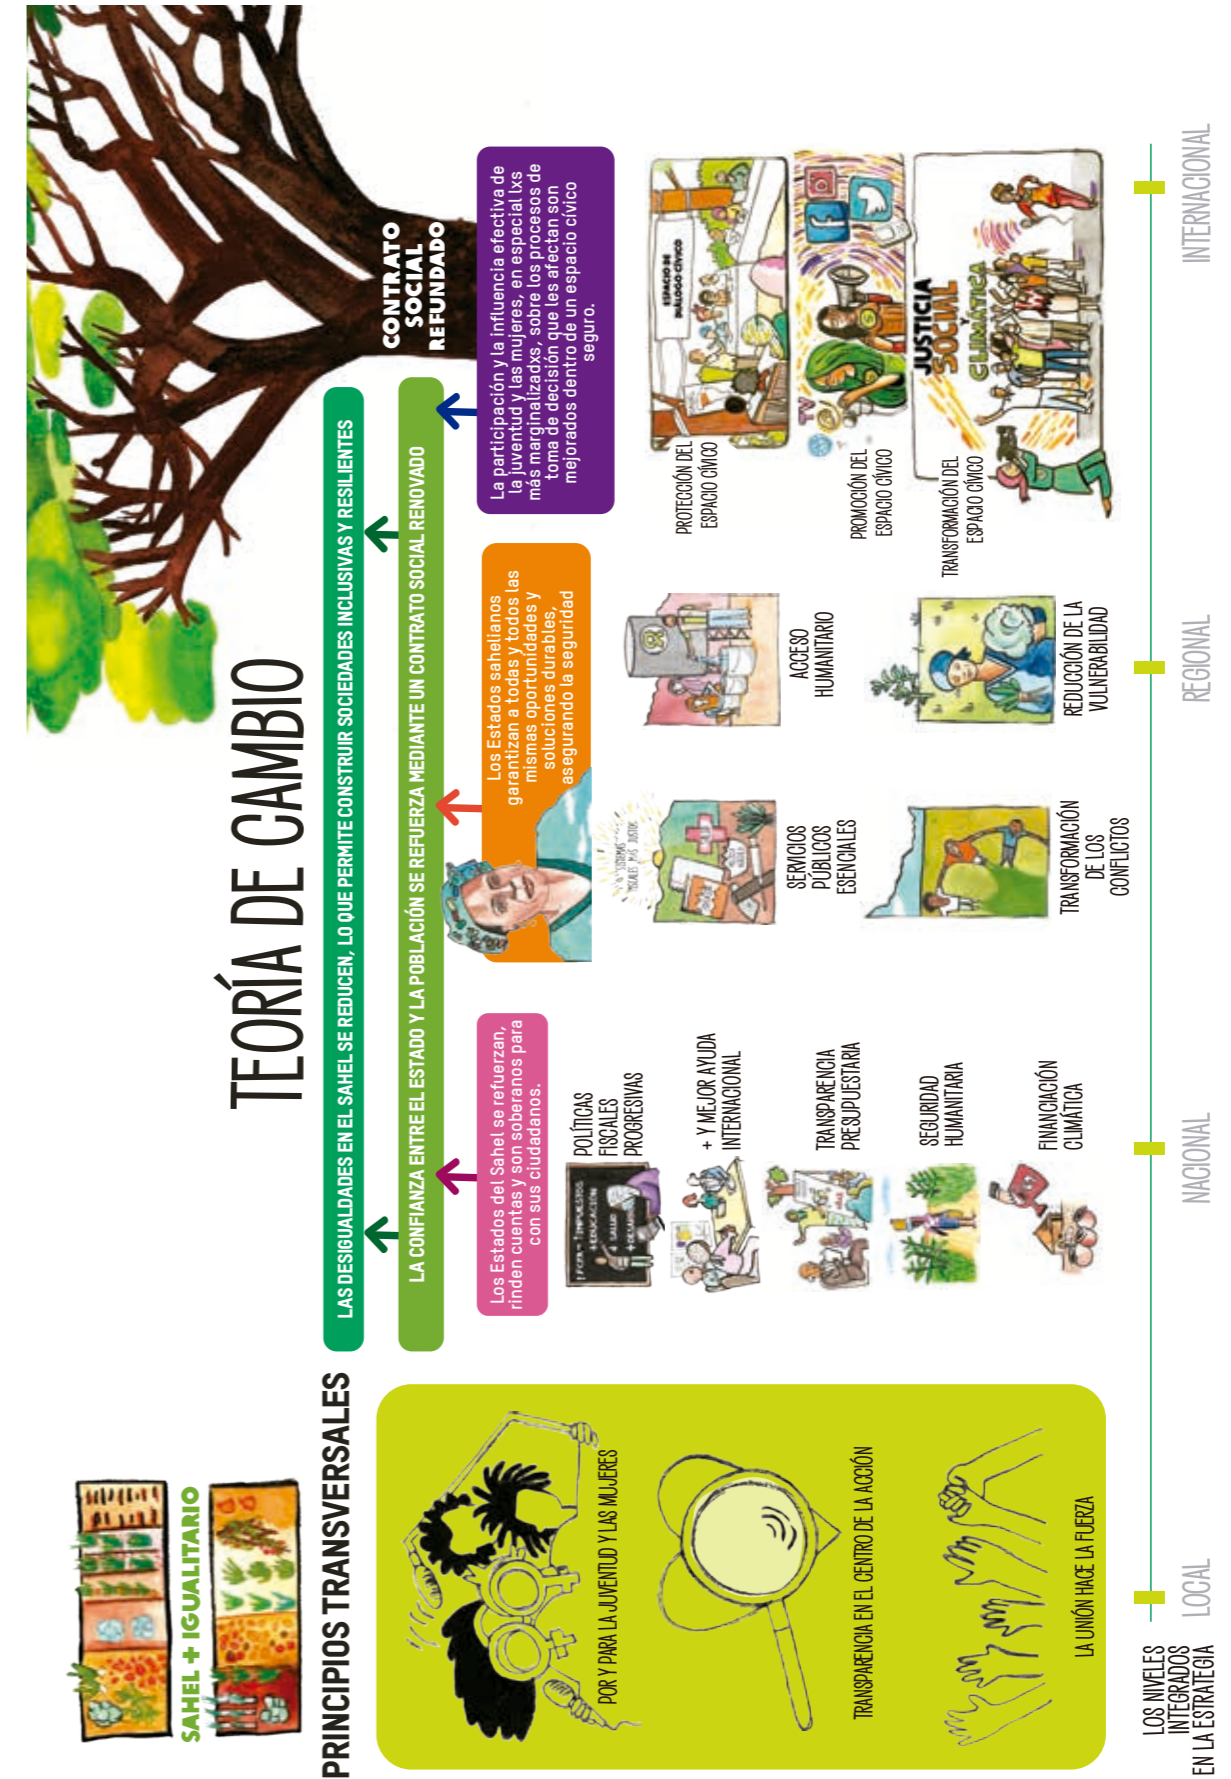 SAHEL + IGUALITARIO
TEORÍA DE CAMBIO
CONTRATO
SOCIAL
REFUNDADO
PRINCIPIOS TRANSVERSALES
POR Y PARA LA JUVENTUD Y LAS MUJERES
TRANSPARENCIA EN EL CENTRO DE LA ACCIÓN
LA UNIÓN HACE LA FUERZA
LAS DESIGUALDADES EN EL SAHEL SE REDUCEN, LO QUE PERMITE CONSTRUIR SOCIEDADES INCLUSIVAS Y RESILIENTES
LA CONFIANZA ENTRE EL ESTADO Y LA POBLACIÓN SE REFUERZA MEDIANTE UN CONTRATO SOCIAL RENOVADO
Los Estados del Sahel se refuerzan,
rinden cuentas y son soberanos para
con sus ciudadanos.
POLÍTICAS
FISCALES
PROGRESIVAS
+ EDUCACIÓN
+ SALUD
+ Y MEJOR AYUDA
INTERNACIONAL
TRANSPARENCIA
PRESUPUESTARIA
SEGURIDAD
HUMANITARIA
FINANCIACIÓN
CLIMÁTICA
Los Estados sahelianos
garantizan a todas y todos las
mismas oportunidades y
soluciones durables,
asegurando la seguridad
SISTEMAS
FISCALES MÁS JUSTOS
SERVICIOS
PÚBLICOS
ESENCIALES
ACCESO
HUMANITARIO
TRANSFORMACIÓN
DE LOS
CONFLICTOS
REDUCCIÓN DE LA
VULNERABILIDAD
La participación y la influencia efectiva de
la juventud y las mujeres, en especial lxs
más marginalizadxs, sobre los procesos de
toma de decisión que les afectan son
mejorados dentro de un espacio cívico
seguro.
PROTECCIÓN DEL
ESPACIO CÍVICO
ESPACIO DE
DIÁLOGO CÍVICO
PROMOCIÓN DEL
ESPACIO CÍVICO
TV
TRANSFORMACIÓN DEL
ESPACIO CÍVICO
JUSTICIA
SOCIAL
Y
CLIMÁTICA
LOS NIVELES
INTEGRADOS
EN LA ESTRATEGIA
LOCAL
NACIONAL
REGIONAL
INTERNACIONAL